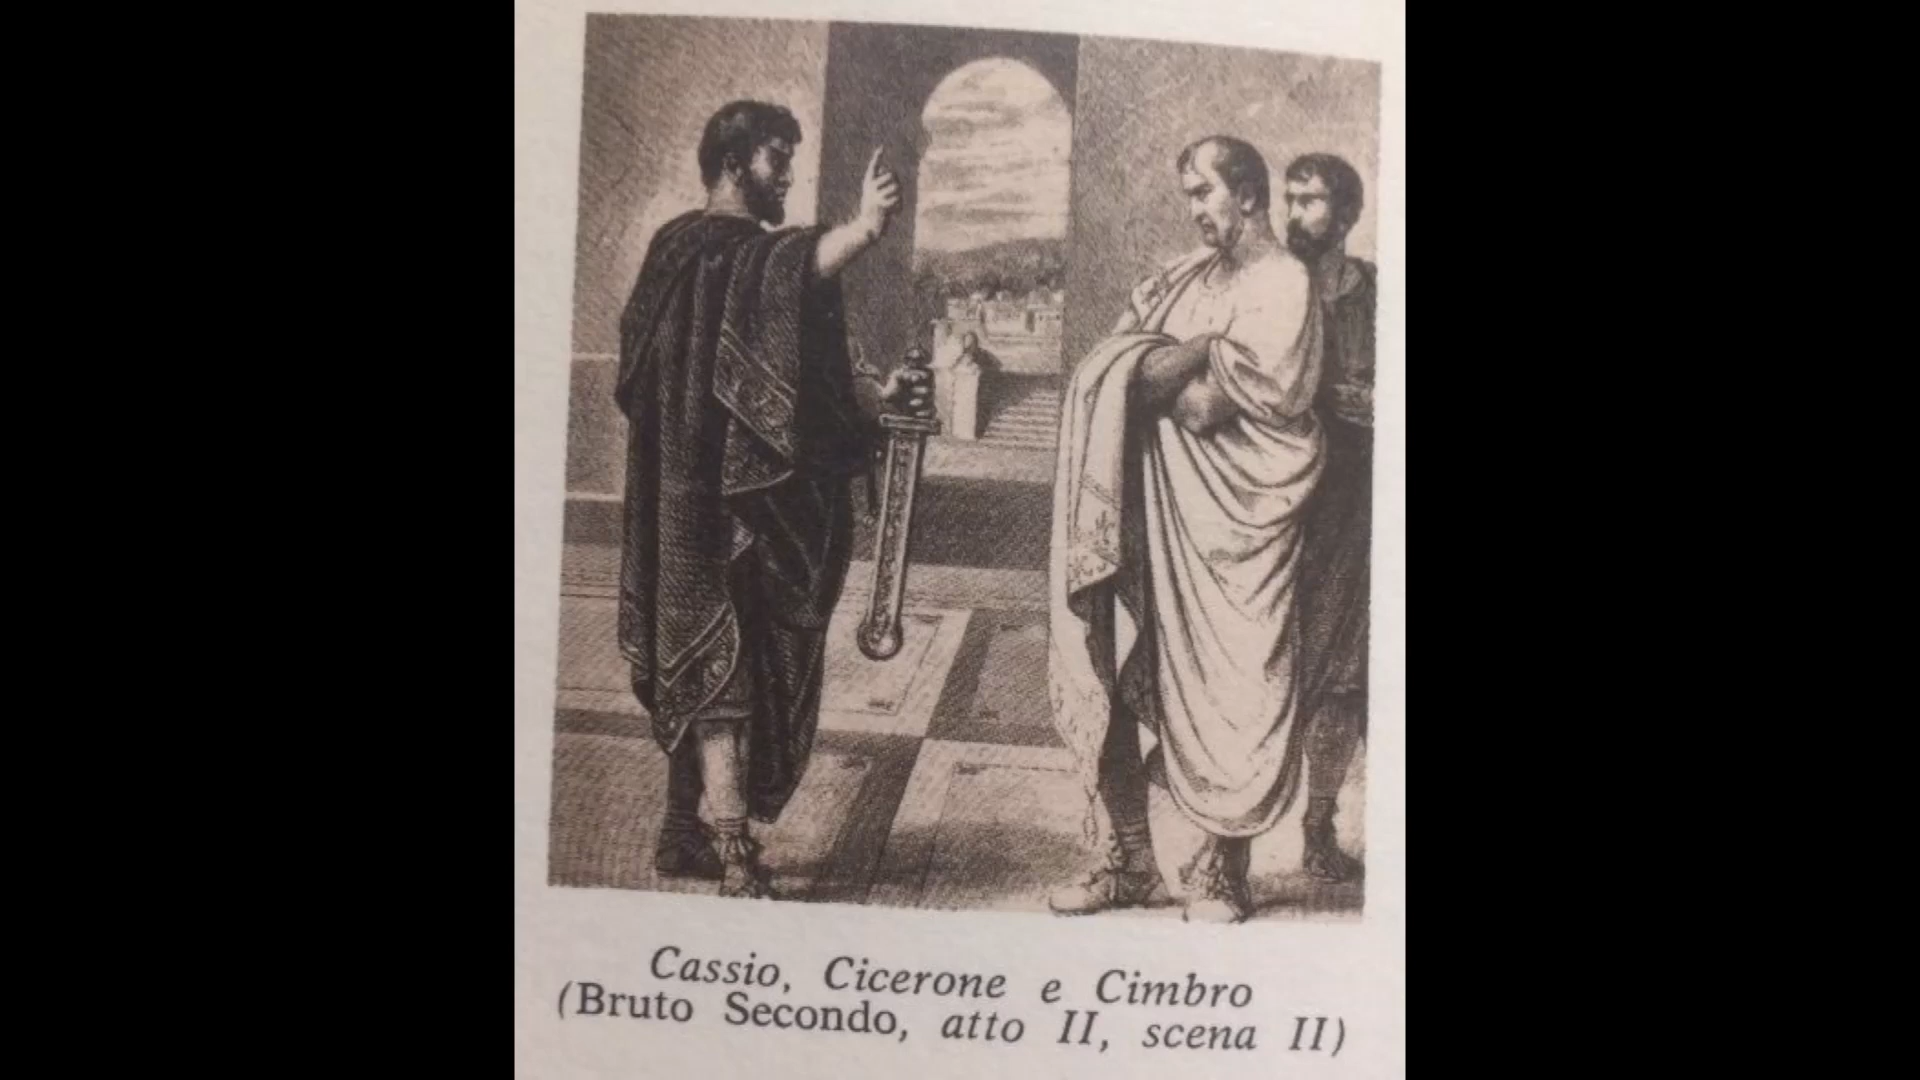 Cassio, Cicerone e Cimbro
(Bruto Secondo, atto II, scena II)